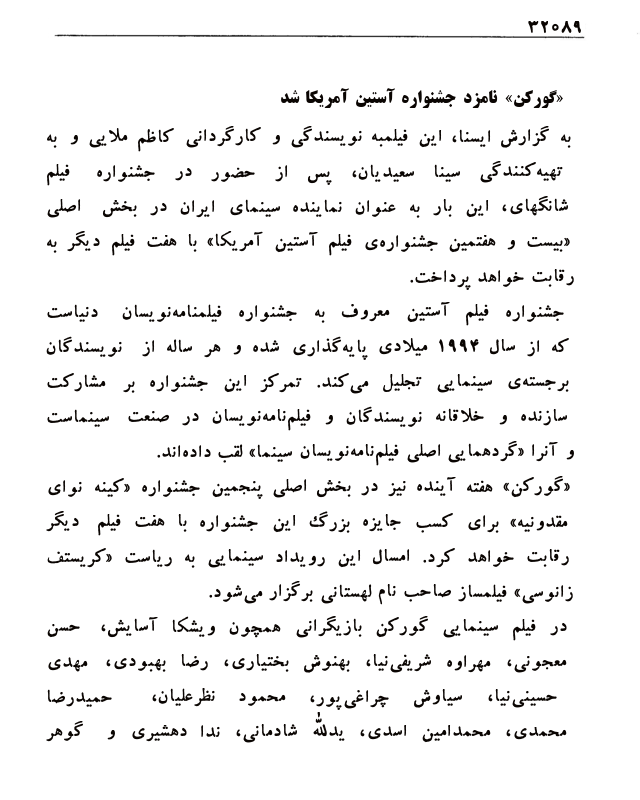 ۳۲۰۸۹
«گورکن» نامزد جشنواره آستین آمریکا شد
به گزارش ایسنا، این فیلمبه نویسندگی و کارگردانی کاظم ملایی و به
تهیه‌کنندگی سینا سعیدیان، پس از حضور در جشنواره فیلم
شانگهای، این بار به عنوان نماینده سینمای ایران در بخش اصلی
«بیست و هفتمین جشنواره‌ی فیلم آستین آمریکا» با هفت فیلم دیگر به
رقابت خواهد پرداخت.
جشنواره فیلم آستین معروف به جشنواره فیلمنامه‌نویسان دنیاست
که از سال ۱۹۹۴ میلادی پایه‌گذاری شده و هر ساله از نویسندگان
برجسته‌ی سینمایی تجلیل می‌کند. تمرکز این جشنواره بر مشارکت
سازنده و خلاقانه نویسندگان و فیلم‌نامه‌نویسان در صنعت سینماست
و آنرا «گردهمایی اصلی فیلم‌نامه‌نویسان سینما» لقب داده‌اند.
«گورکن» هفته آینده نیز در بخش اصلی پنجمین جشنواره «کینه نوای
مقدونیه» برای کسب جایزه بزرگ این جشنواره با هفت فیلم دیگر
رقابت خواهد کرد. امسال این رویداد سینمایی به ریاست «کریستف
زانوسی» فیلمساز صاحب نام لهستانی برگزار می‌شود.
در فیلم سینمایی گورکن بازیگرانی همچون ویشکا آسایش، حسن
معجونی، مهراوه شریفی‌نیا، بهنوش بختیاری، رضا بهبودی، مهدی
حسینی‌نیا، سیاوش چراغی‌پور، محمود نظرعلیان، حمیدرضا
محمدی، محمدامین اسدی، یدالله شادمانی، ندا دهشیری و گوهر